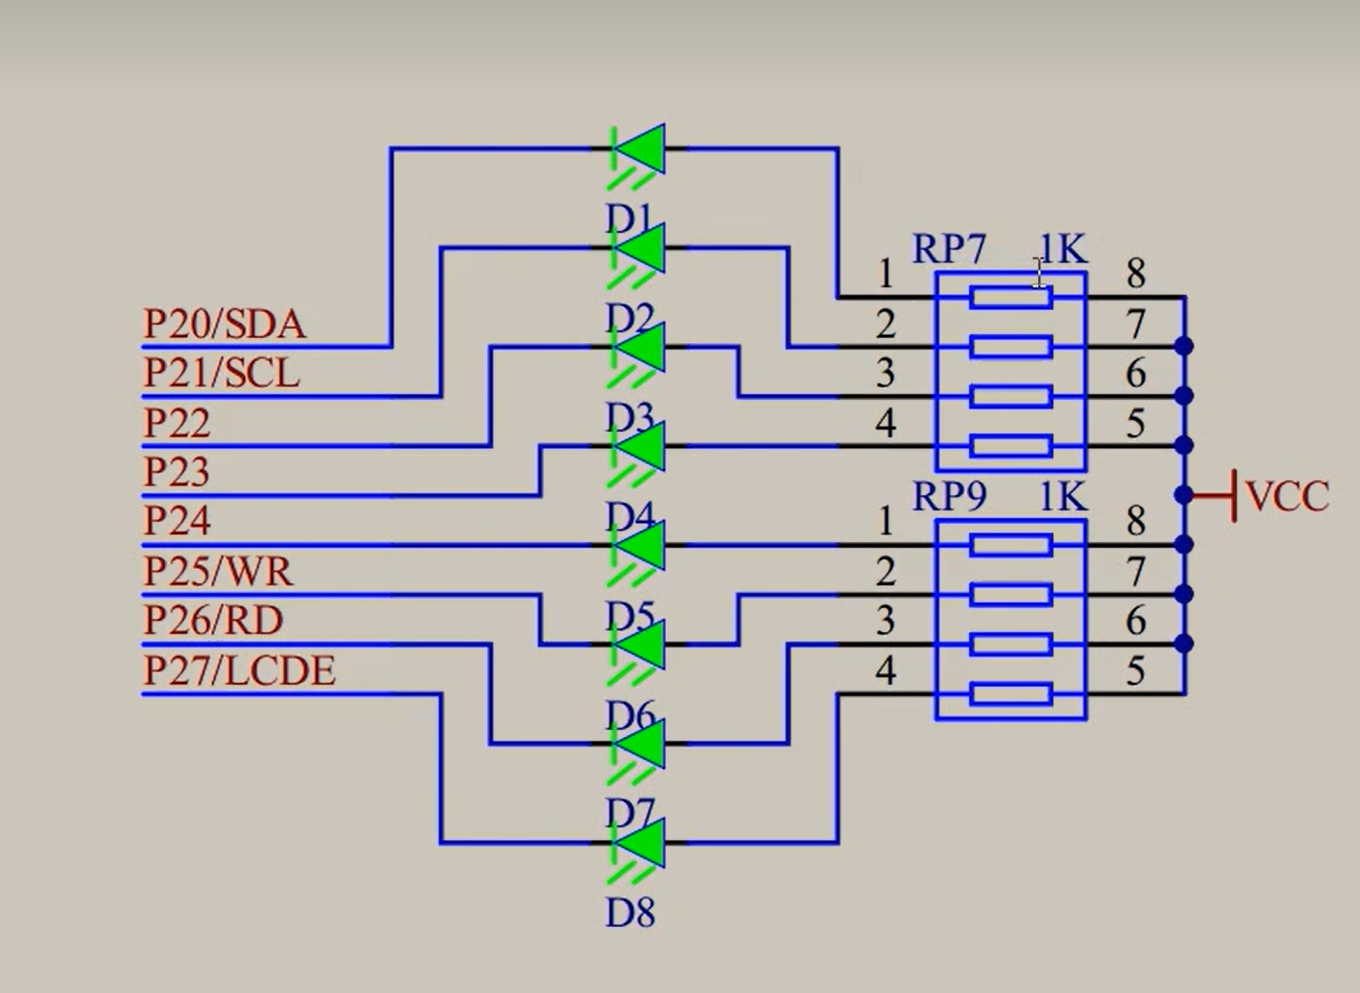 D1
RP7 1K
1 8
P20/SDA D2 2 7
P21/SCL 3 6
P22 D3 4 5
P23 RP9 1K VCC
P24 D4 1 8
P25/WR 2 7
P26/RD D5 3 6
P27/LCDE 4 5
D6
D7
D8